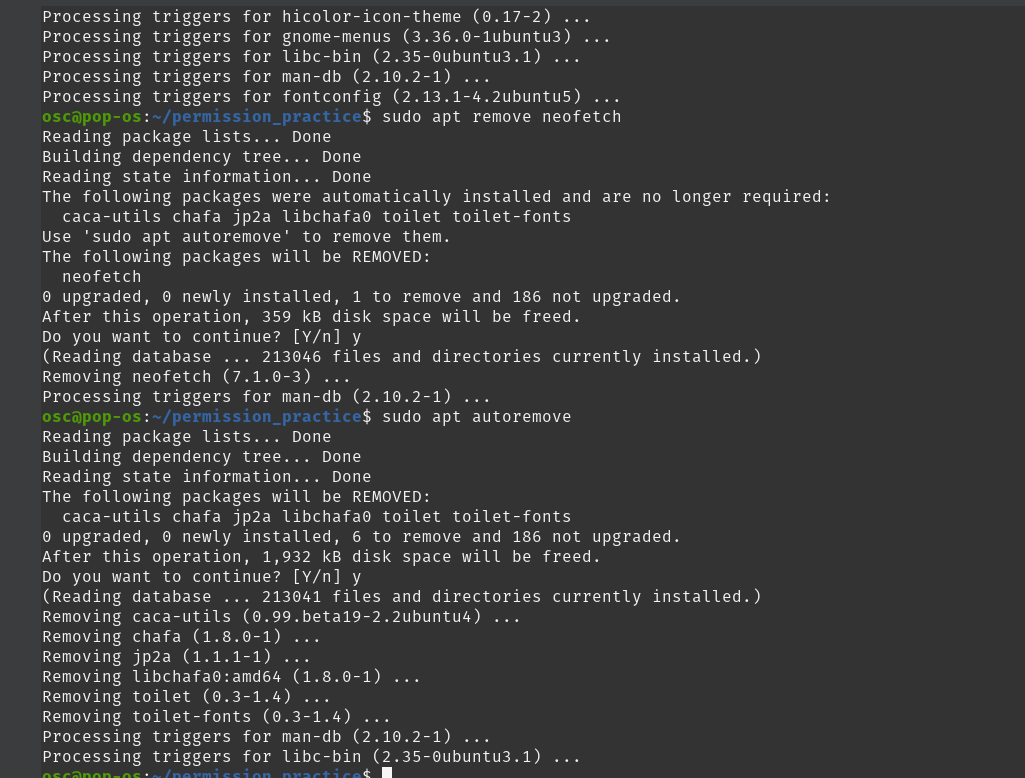 Processing triggers for hicolor-icon-theme (0.17-2) ...
Processing triggers for gnome-menus (3.36.0-1ubuntu3) ...
Processing triggers for libc-bin (2.35-0ubuntu3.1) ...
Processing triggers for man-db (2.10.2-1) ...
Processing triggers for fontconfig (2.13.1-4.2ubuntu5) ...
osc@pop-os:~/permission_practice$ sudo apt remove neofetch
Reading package lists... Done
Building dependency tree... Done
Reading state information... Done
The following packages were automatically installed and are no longer required:
  caca-utils chafa jp2a libchafa0 toilet toilet-fonts
Use 'sudo apt autoremove' to remove them.
The following packages will be REMOVED:
  neofetch
0 upgraded, 0 newly installed, 1 to remove and 186 not upgraded.
After this operation, 359 kB disk space will be freed.
Do you want to continue? [Y/n] y
(Reading database ... 213046 files and directories currently installed.)
Removing neofetch (7.1.0-3) ...
Processing triggers for man-db (2.10.2-1) ...
osc@pop-os:~/permission_practice$ sudo apt autoremove
Reading package lists... Done
Building dependency tree... Done
Reading state information... Done
The following packages will be REMOVED:
  caca-utils chafa jp2a libchafa0 toilet toilet-fonts
0 upgraded, 0 newly installed, 6 to remove and 186 not upgraded.
After this operation, 1,932 kB disk space will be freed.
Do you want to continue? [Y/n] y
(Reading database ... 213041 files and directories currently installed.)
Removing caca-utils (0.99.beta19-2.2ubuntu4) ...
Removing chafa (1.8.0-1) ...
Removing jp2a (1.1.1-1) ...
Removing libchafa0:amd64 (1.8.0-1) ...
Removing toilet (0.3-1.4) ...
Removing toilet-fonts (0.3-1.4) ...
Processing triggers for man-db (2.10.2-1) ...
Processing triggers for libc-bin (2.35-0ubuntu3.1) ...
osc@pop-os:~/permission_practice$